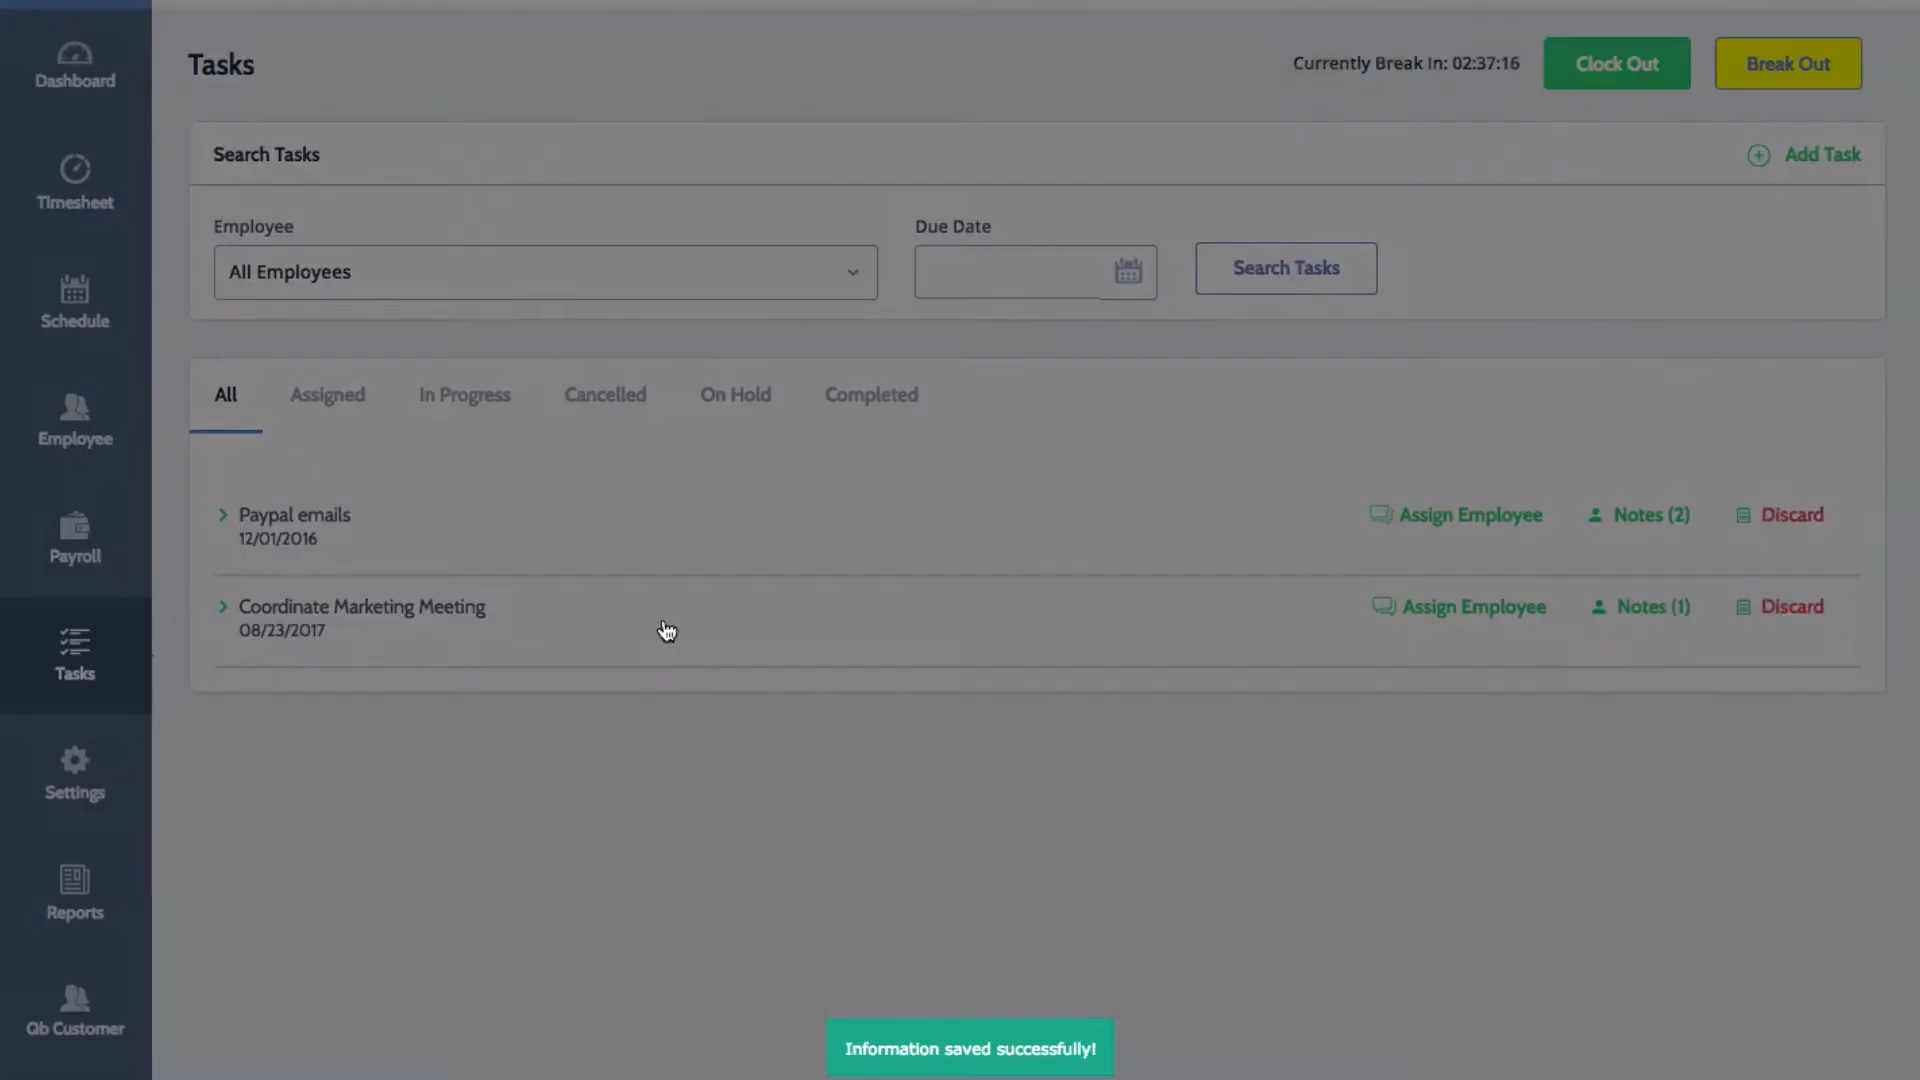 Dashboard
Timesheet
Schedule
Employee
Payroll
Tasks
Settings
Reports
Qb Customer
Tasks
Currently Break In: 02:37:16
Clock Out
Break Out
Search Tasks
Add Task
Employee
Due Date
All Employees
Search Tasks
All
Assigned
In Progress
Cancelled
On Hold
Completed
Paypal emails
12/01/2016
Assign Employee
Notes (2)
Discard
Coordinate Marketing Meeting
08/23/2017
Assign Employee
Notes (1)
Discard
Information saved successfully!